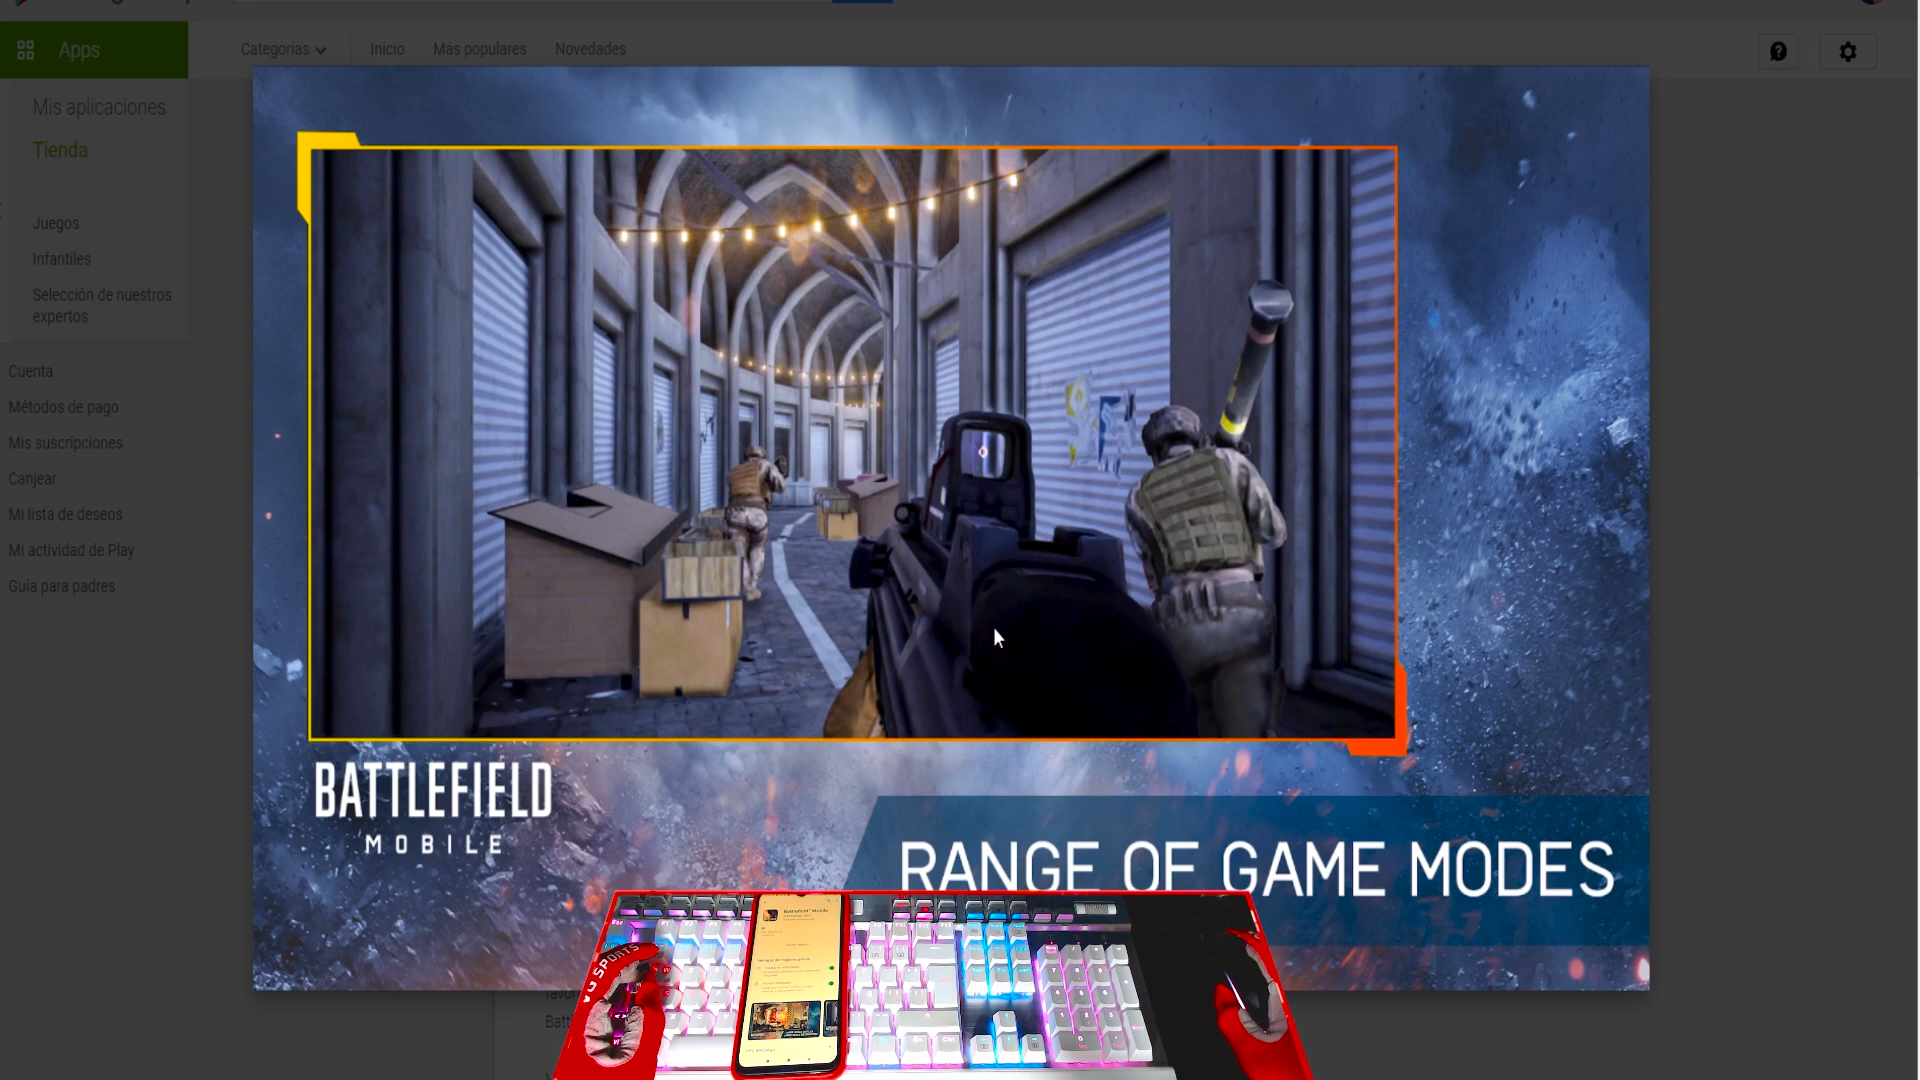 Apps
Categorías
Inicio
Más populares
Novedades
Mis aplicaciones
Tienda
Juegos
Infantiles
Selección de nuestros
expertos
Cuenta
Métodos de pago
Mis suscripciones
Canjear
Mi lista de deseos
Mi actividad de Play
Guía para padres
BATTLEFIELD
MOBILE
RANGE OF GAME MODES
Battlefield™ Mobile